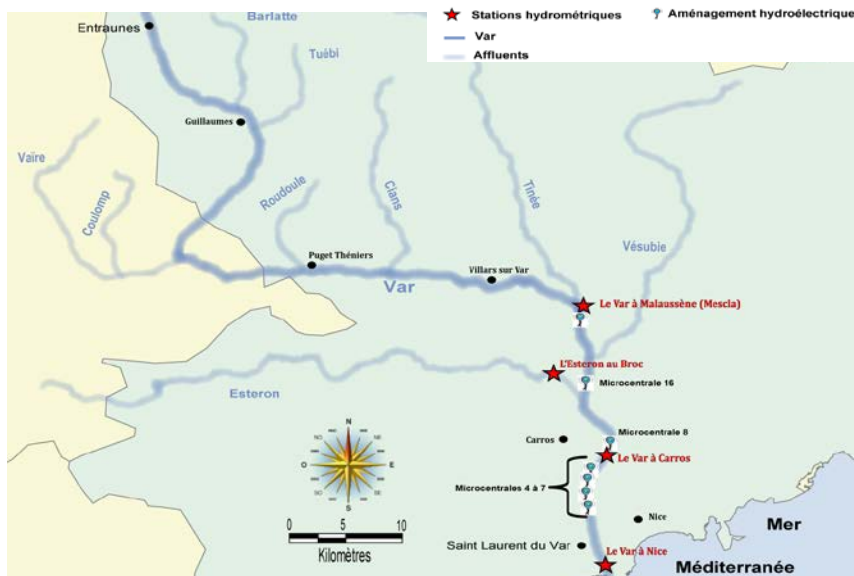 Stations hydrométriques
Aménagement hydroélectrique
Var
Affluents
Entraunes
Barlatte
Tuébi
Guillaumes
Vaïre
Coulomp
Roudoule
Cians
Tinée
Vésubie
Puget Théniers
Villars sur Var
Var
Le Var à Malaussène (Mescla)
L'Esteron au Broc
Microcentrale 16
Esteron
Microcentrale 8
Carros
Le Var à Carros
Microcentrales 4 à 7
N
NO
NE
O
E
SO
SE
S
Nice
Mer
Saint Laurent du Var
Le Var à Nice
Méditerranée
0 5 10
Kilomètres